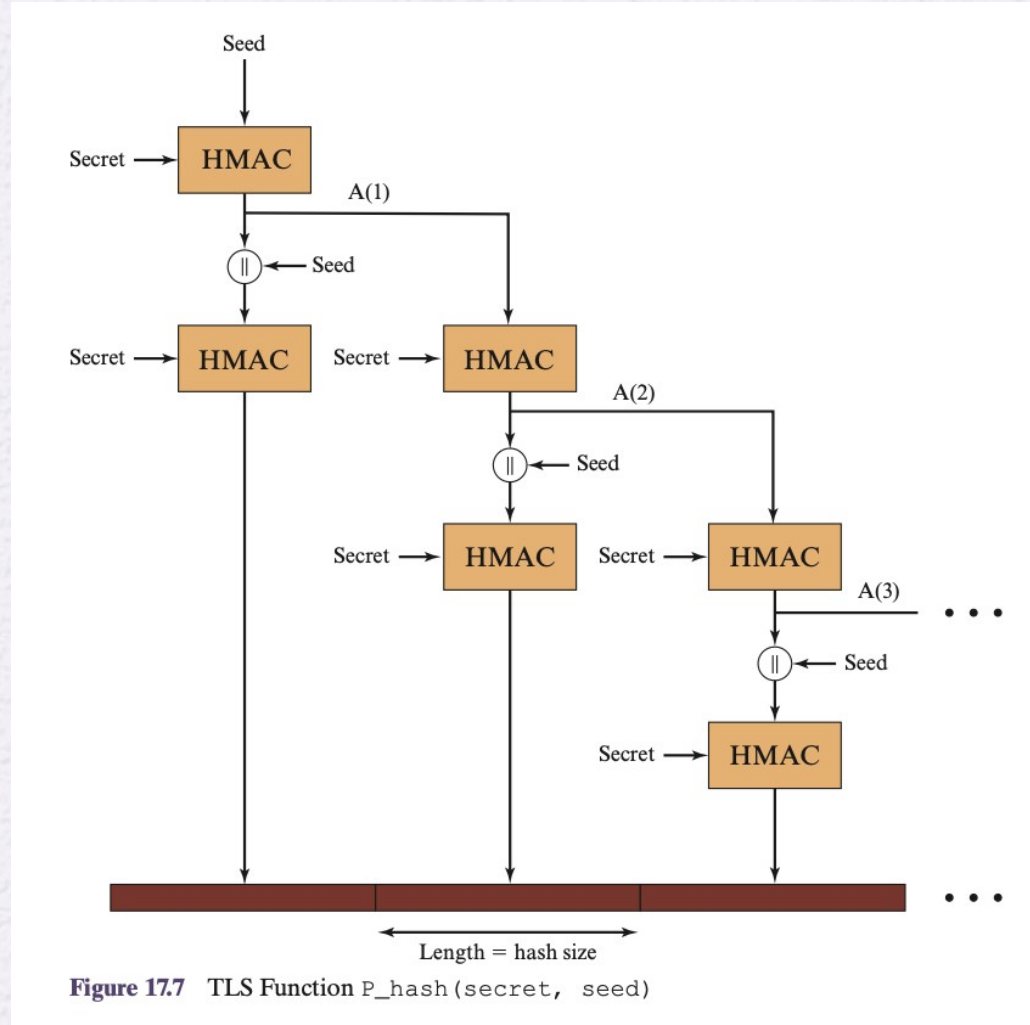 Seed
Secret HMAC
A(1)
|| Seed
Secret HMAC Secret HMAC
A(2)
|| Seed
Secret HMAC Secret HMAC
A(3) • • •
|| Seed
Secret HMAC
• • •
Length = hash size
Figure 17.7 TLS Function P_hash(secret, seed)